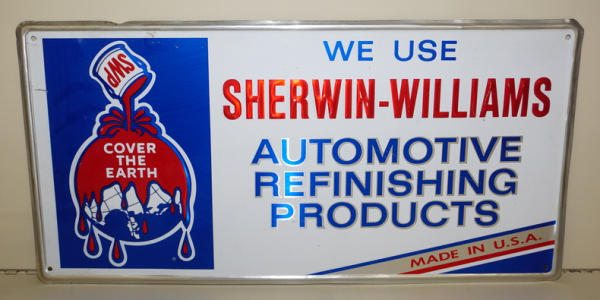 SWP
COVER
THE
EARTH
®
WE USE
SHERWIN-WILLIAMS
AUTOMOTIVE
REFINISHING
PRODUCTS
MADE IN U.S.A.